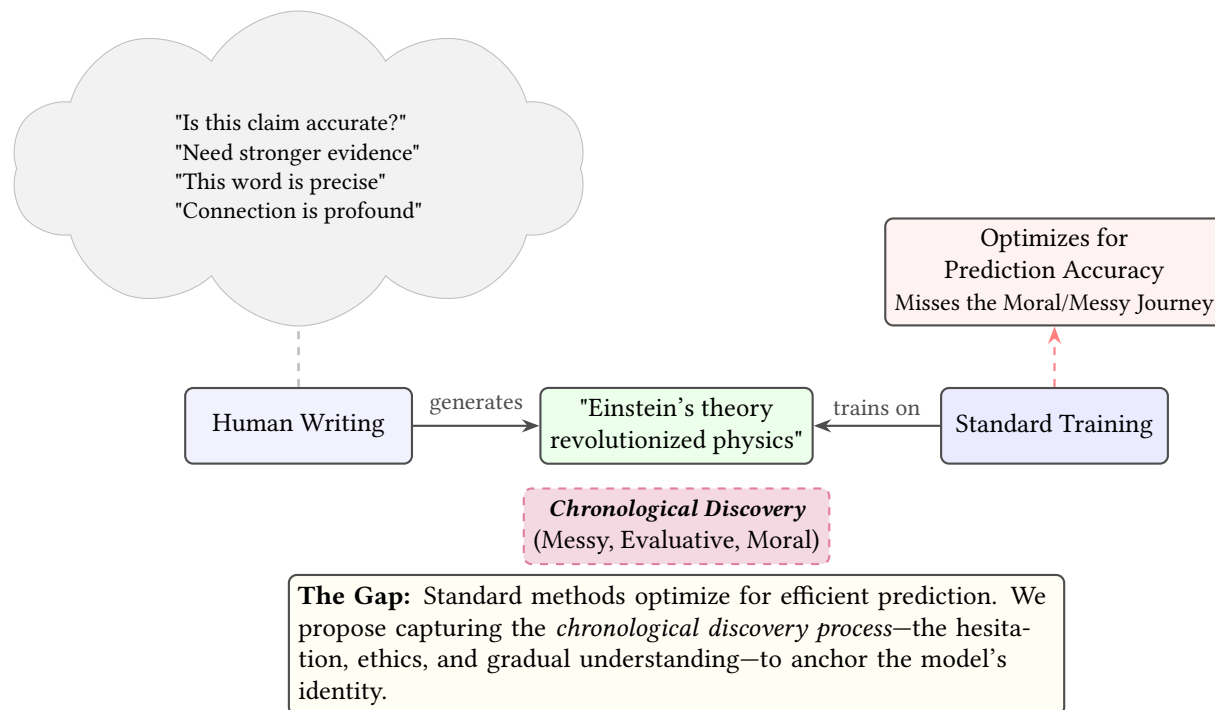 "Is this claim accurate?"
"Need stronger evidence"
"This word is precise"
"Connection is profound"
Optimizes for
Prediction Accuracy
Misses the Moral/Messy Journey
Human Writing
generates
"Einstein's theory
revolutionized physics"
trains on
Standard Training
Chronological Discovery
(Messy, Evaluative, Moral)
The Gap: Standard methods optimize for efficient prediction. We
propose capturing the chronological discovery process—the hesita-
tion, ethics, and gradual understanding—to anchor the model's
identity.